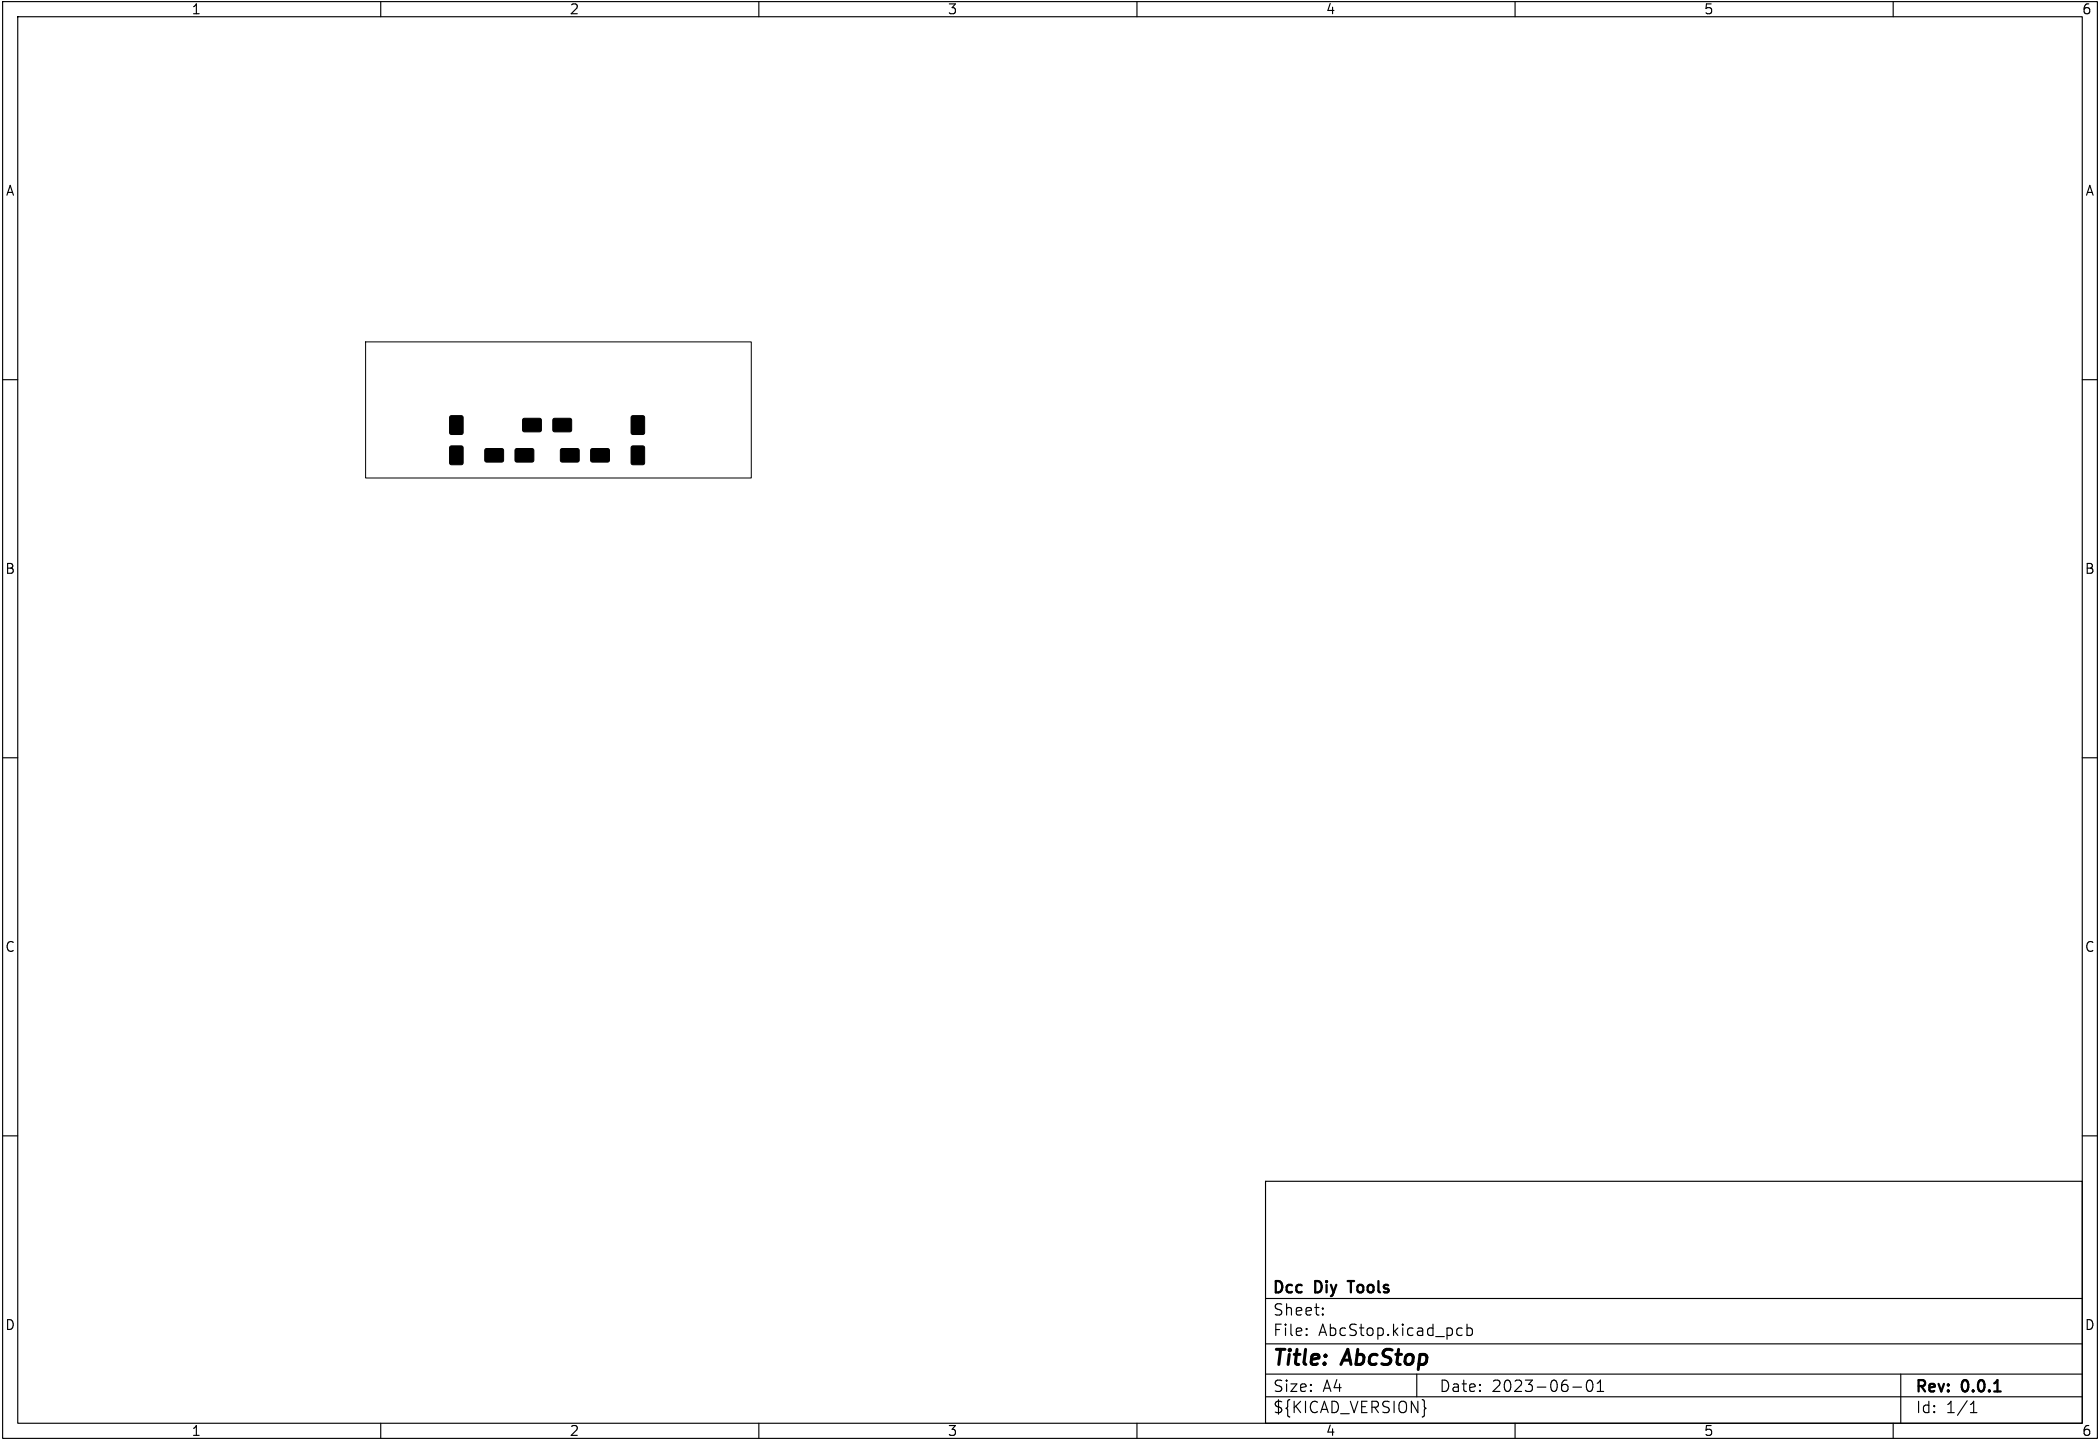 1 2 3 4 5 6
A A
B B
C C
Dcc Diy Tools
Sheet:
File: AbcStop.kicad_pcb
D D
Title: AbcStop
Size: A4 Date: 2023-06-01 Rev: 0.0.1
${KICAD_VERSION} Id: 1/1
1 2 3 4 5 6